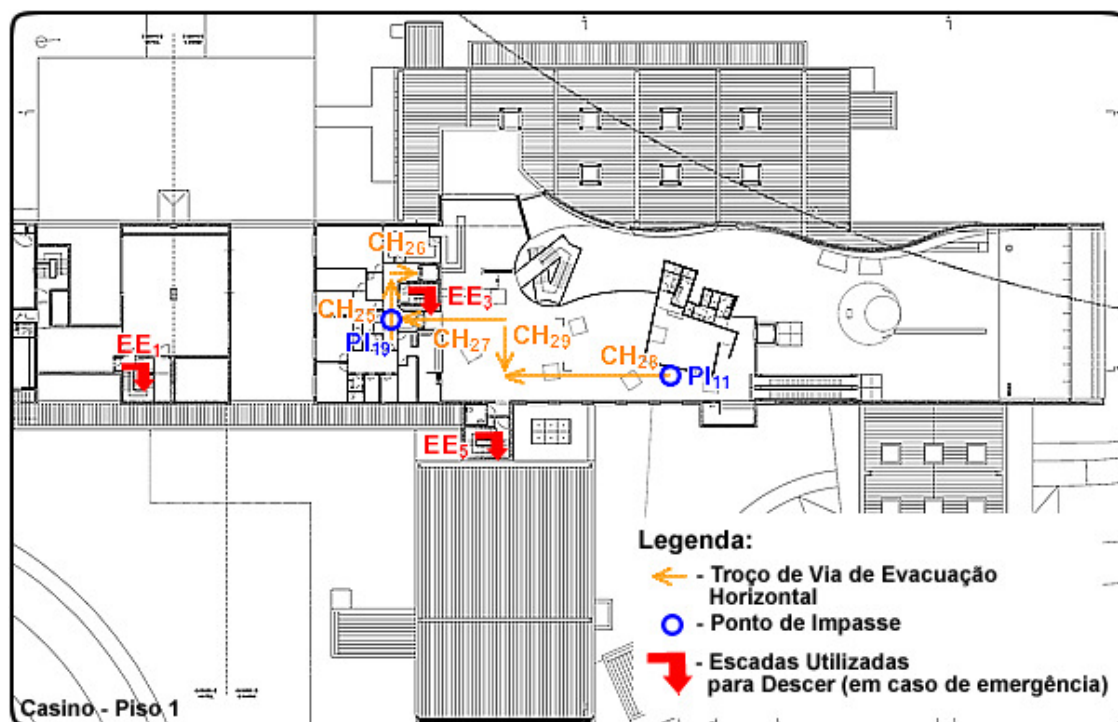 CH26
EE3
CH25
PI19
CH27
CH29
CH28
PI11
EE1
EE5
Legenda:
- Troço de Via de Evacuação
Horizontal
- Ponto de Impasse
- Escadas Utilizadas
para Descer (em caso de emergência)
Casino - Piso 1